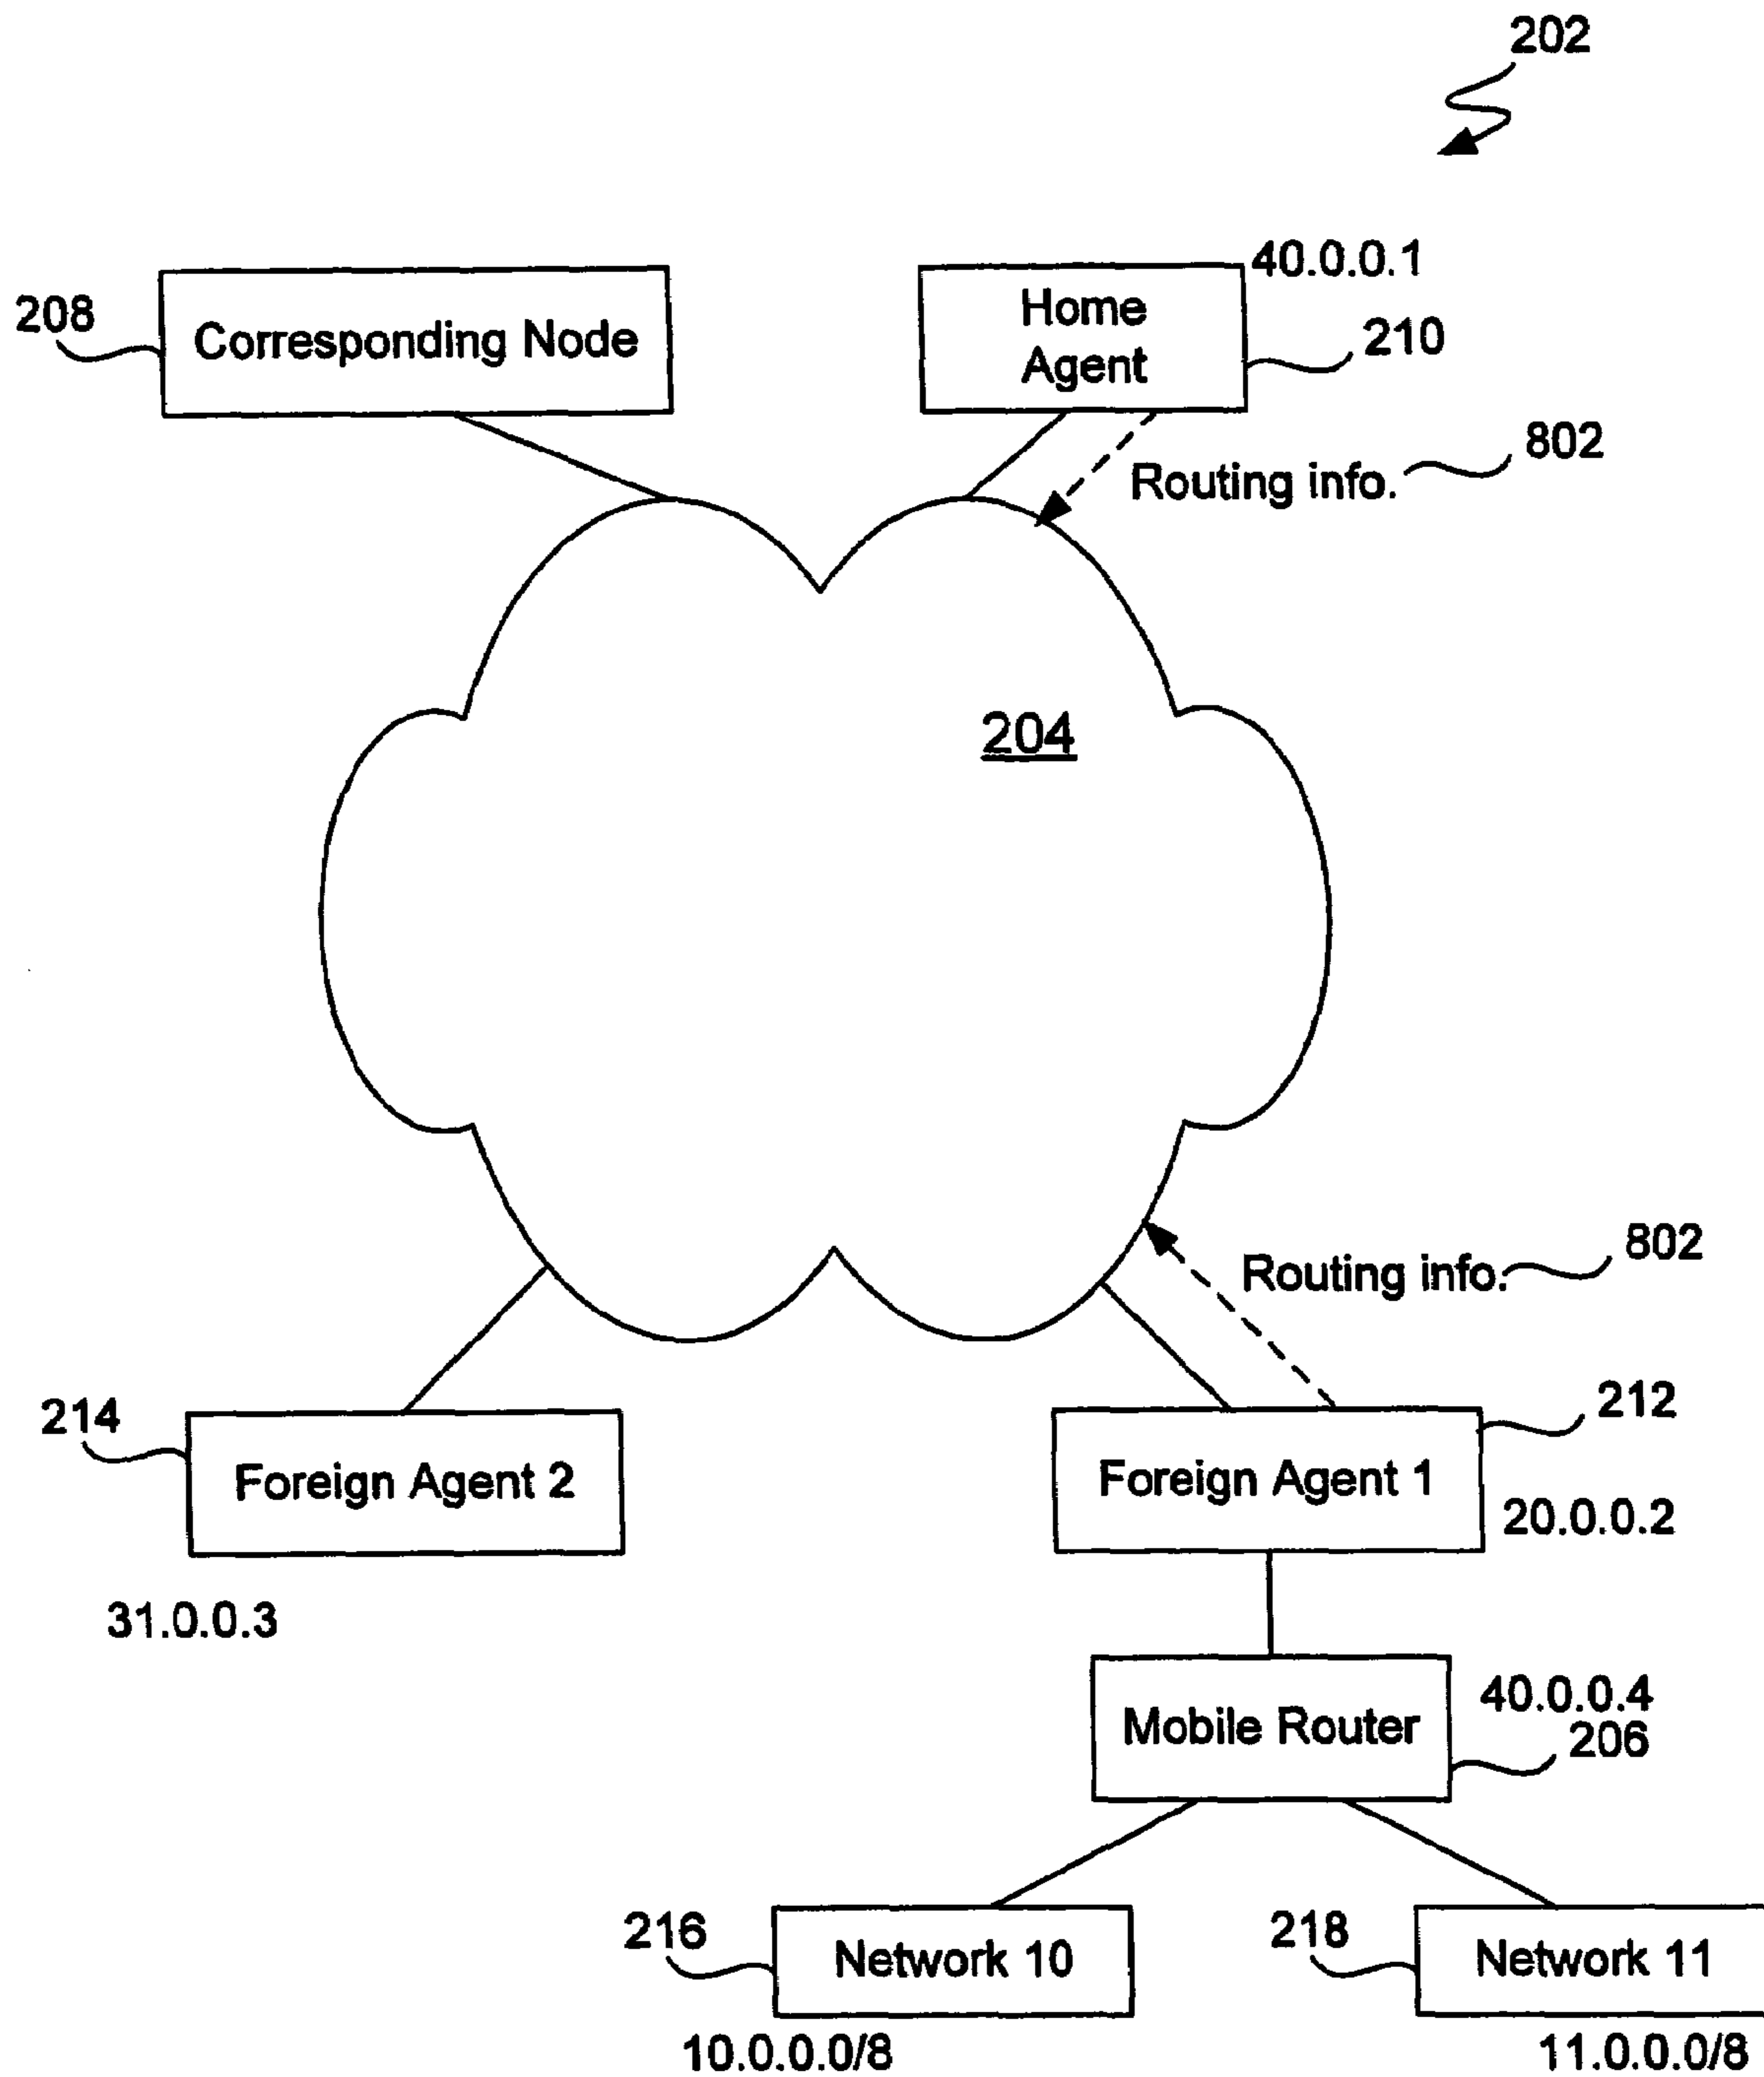 202
40.0.0.1
208
Corresponding Node
Home
Agent
210
802
Routing info.
204
802
Routing info.
214
212
Foreign Agent 2
Foreign Agent 1
20.0.0.2
31.0.0.3
40.0.0.4
Mobile Router
206
216
Network 10
218
Network 11
10.0.0.0/8
11.0.0.0/8